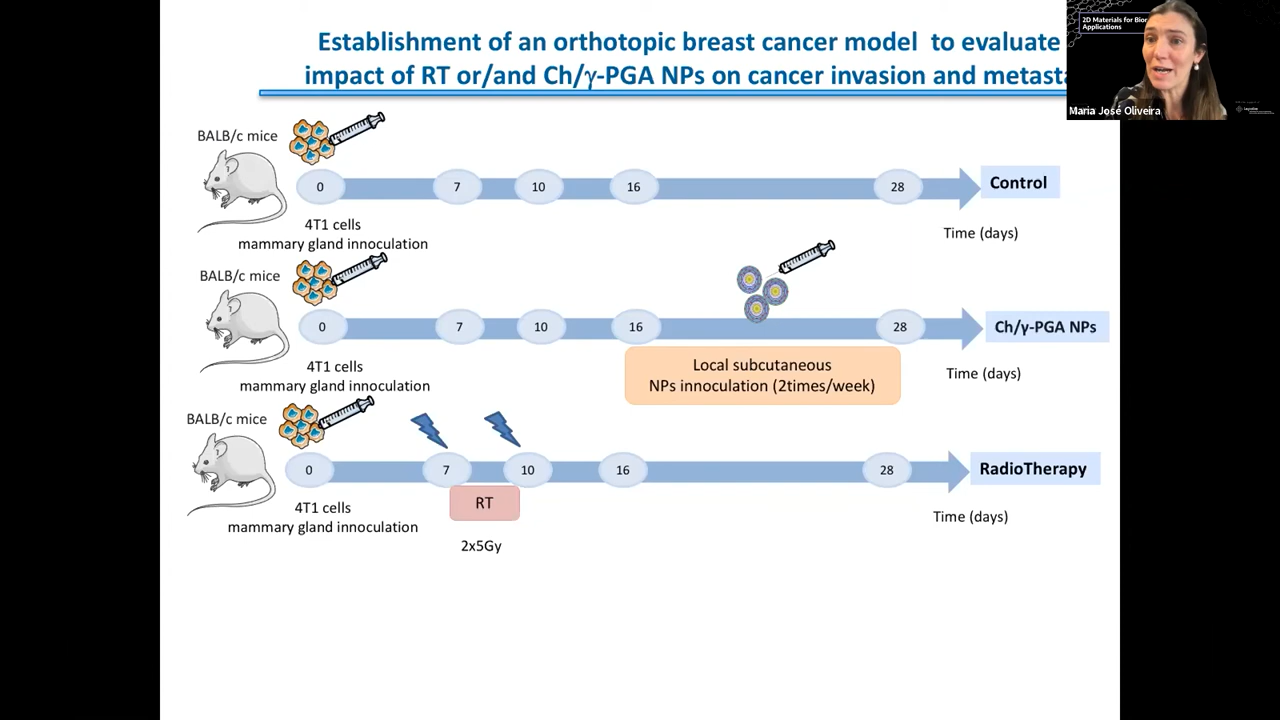 Establishment of an orthotopic breast cancer model to evaluate
impact of RT or/and Ch/γ-PGA NPs on cancer invasion and metasta
2D Materials for Bior
Applications
Maria José Oliveira
BALB/c mice
0
7
10
16
28
Control
4T1 cells
mammary gland innoculation
Time (days)
BALB/c mice
0
7
10
16
28
Ch/γ-PGA NPs
4T1 cells
mammary gland innoculation
Local subcutaneous
NPs innoculation (2times/week)
Time (days)
BALB/c mice
0
7
10
16
28
RadioTherapy
4T1 cells
mammary gland innoculation
RT
2x5Gy
Time (days)